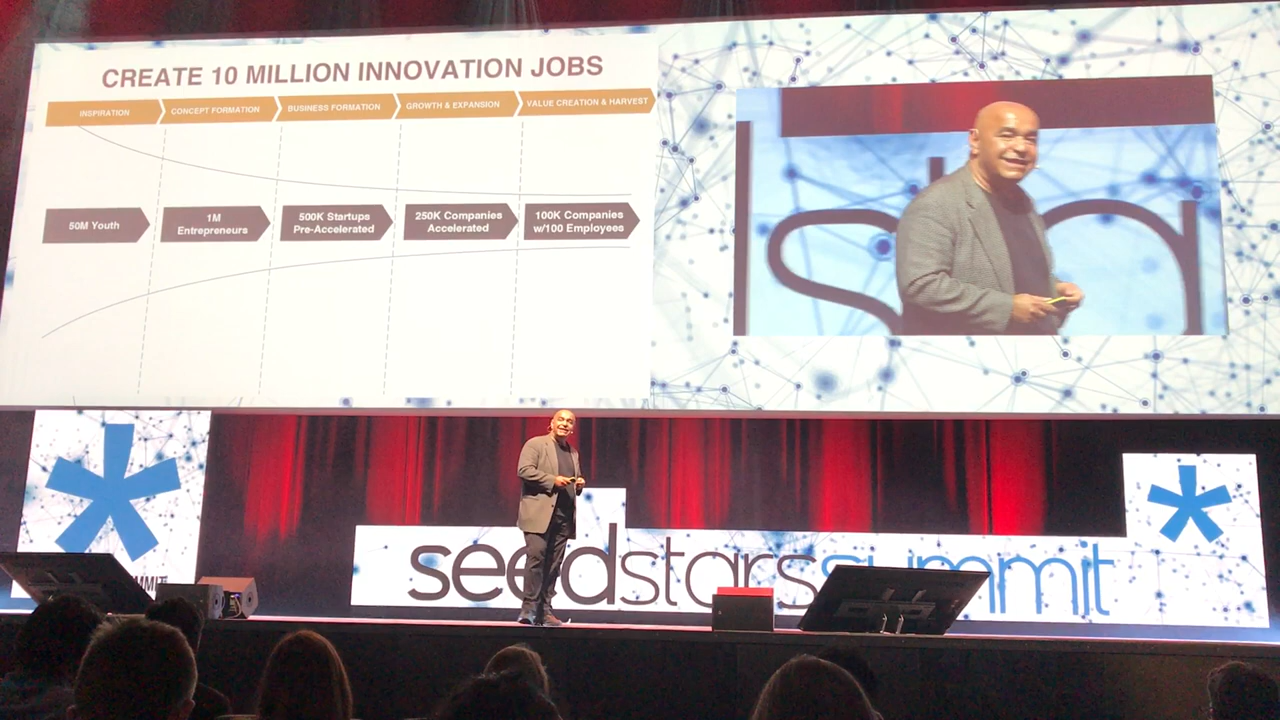 CREATE 10 MILLION INNOVATION JOBS
INSPIRATION
CONCEPT FORMATION
BUSINESS FORMATION
GROWTH & EXPANSION
VALUE CREATION & HARVEST
50M Youth
1M
Entrepreneurs
500K Startups
Pre-Accelerated
250K Companies
Accelerated
100K Companies
w/100 Employees
seedstarssummit